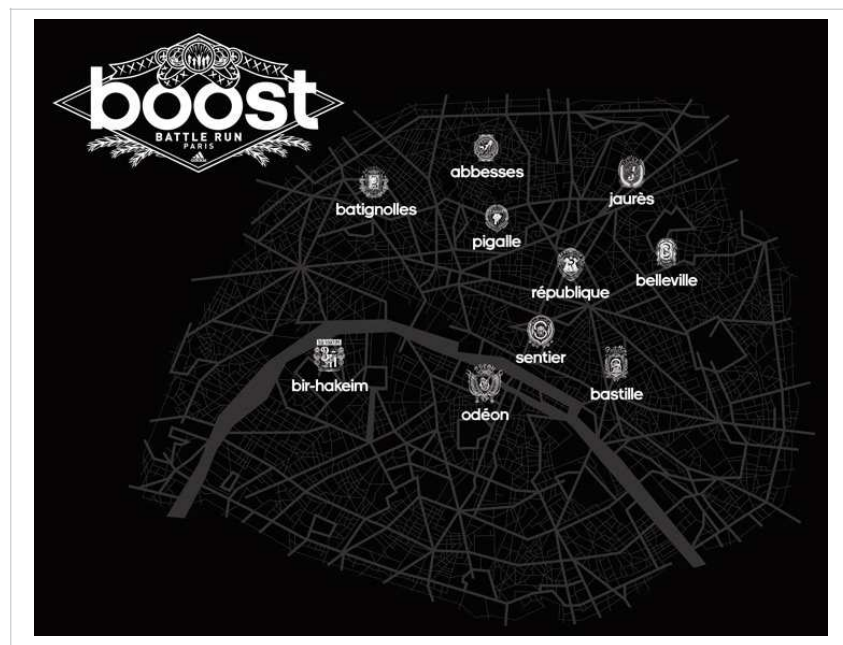 boost
BATTLE RUN
PARIS
abbesses
batignolles
jaurès
pigalle
belleville
république
sentier
bir-hakeim
bastille
odéon